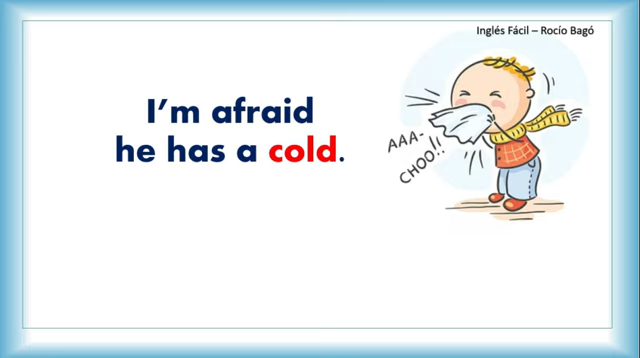 Inglés Fácil – Rocío Bagó
I'm afraid
he has a cold.
AAA-
CHOO!!